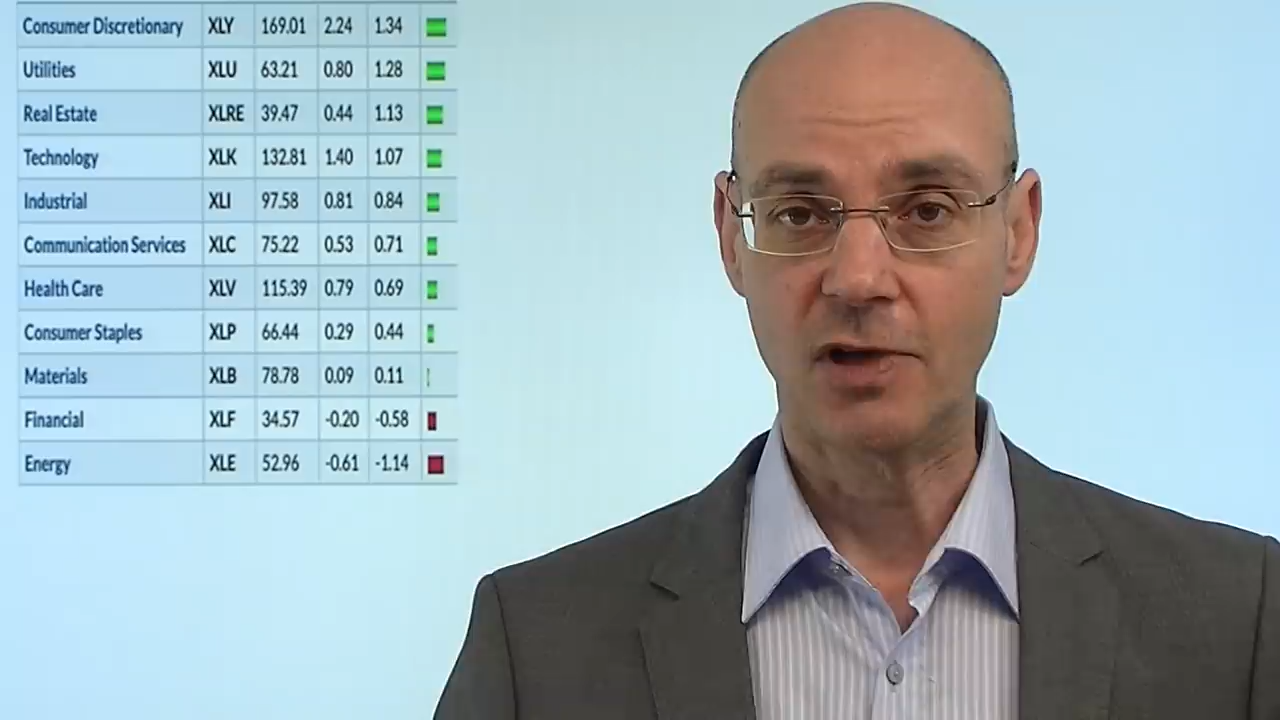 Consumer Discretionary XLY 169.01 2.24 1.34
Utilities XLU 63.21 0.80 1.28
Real Estate XLRE 39.47 0.44 1.13
Technology XLK 132.81 1.40 1.07
Industrial XLI 97.58 0.81 0.84
Communication Services XLC 75.22 0.53 0.71
Health Care XLV 115.39 0.79 0.69
Consumer Staples XLP 66.44 0.29 0.44
Materials XLB 78.78 0.09 0.11
Financial XLF 34.57 -0.20 -0.58
Energy XLE 52.96 -0.61 -1.14